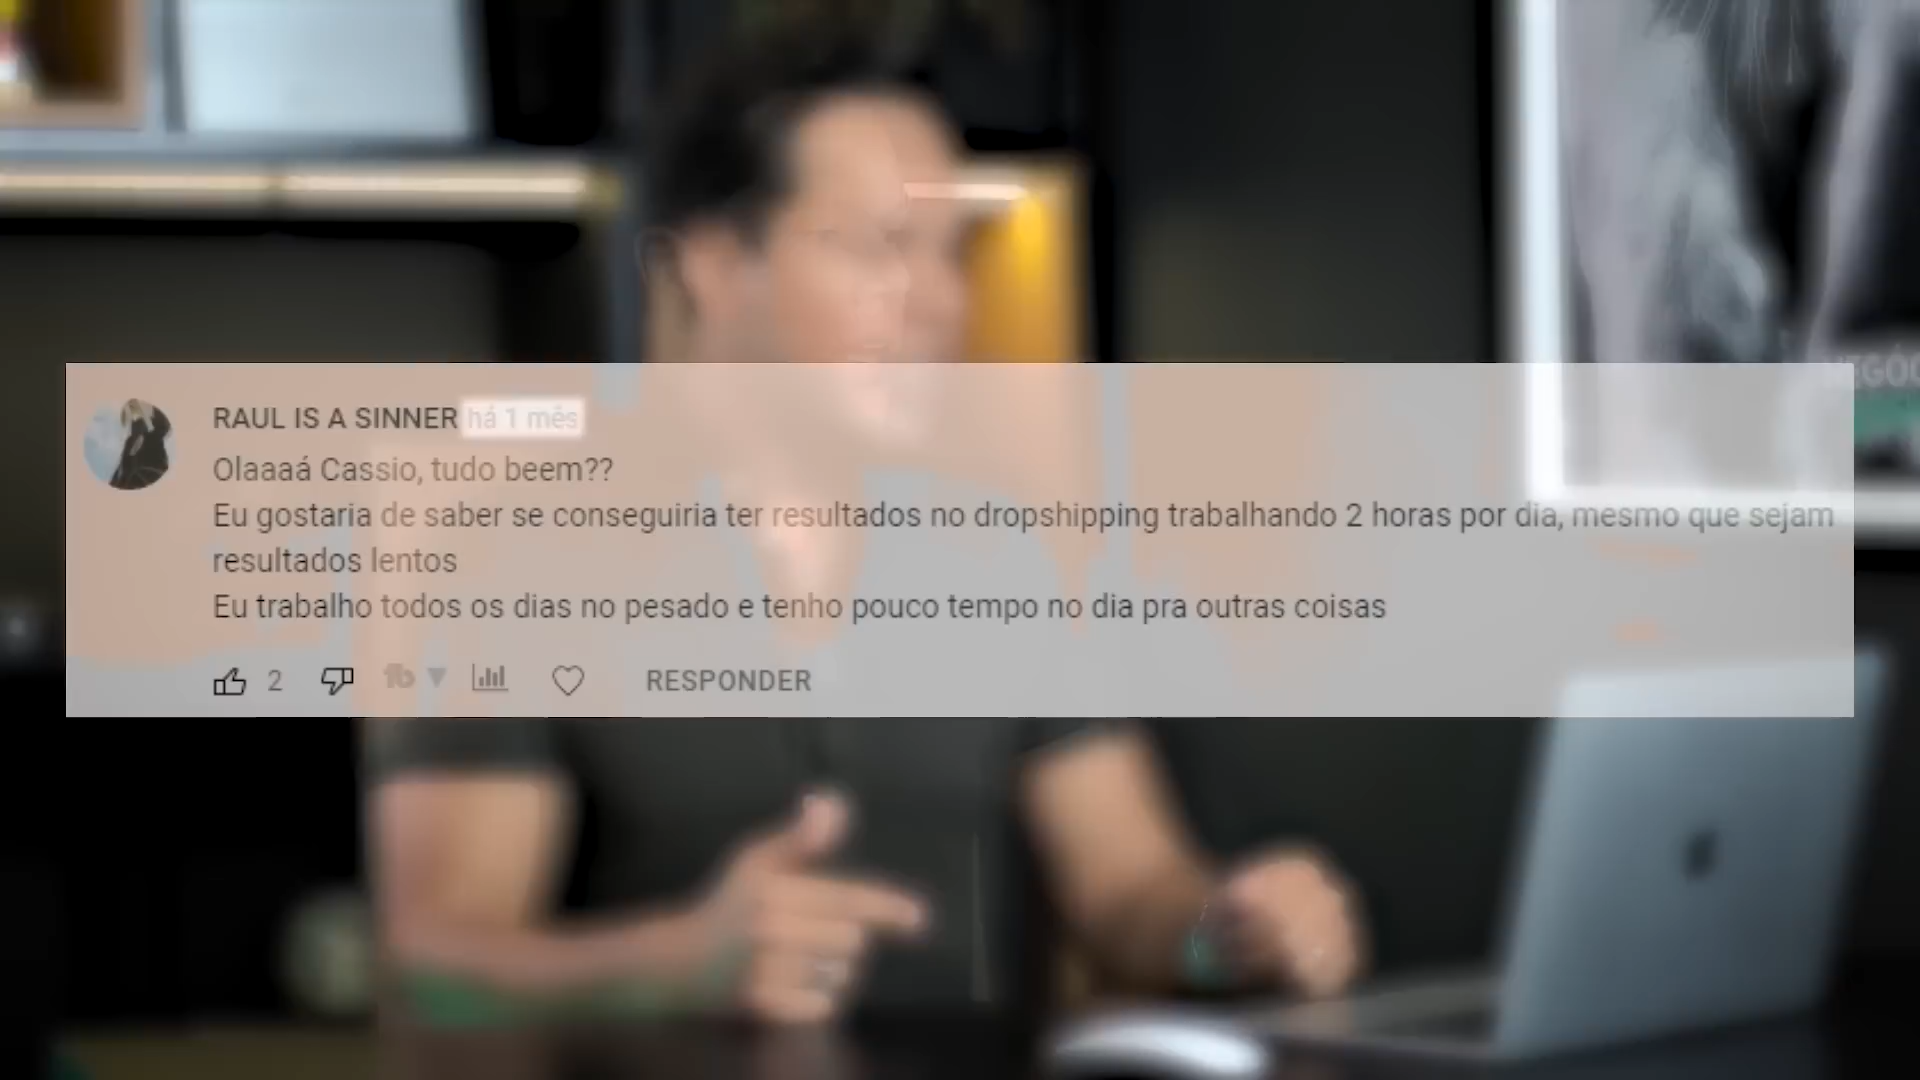 RAUL IS A SINNER há 1 mês
Olaaaá Cassio, tudo beem??
Eu gostaria de saber se conseguiria ter resultados no dropshipping trabalhando 2 horas por dia, mesmo que sejam
resultados lentos
Eu trabalho todos os dias no pesado e tenho pouco tempo no dia pra outras coisas
2 tb RESPONDER